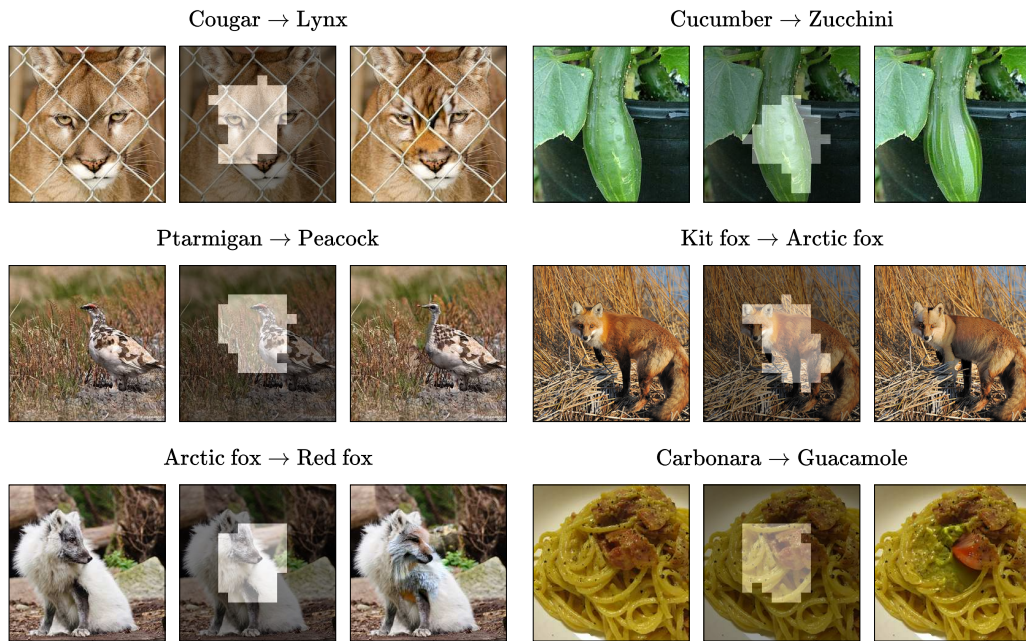 Cougar → Lynx
Cucumber → Zucchini
Ptarmigan → Peacock
Kit fox → Arctic fox
Arctic fox → Red fox
Carbonara → Guacamole